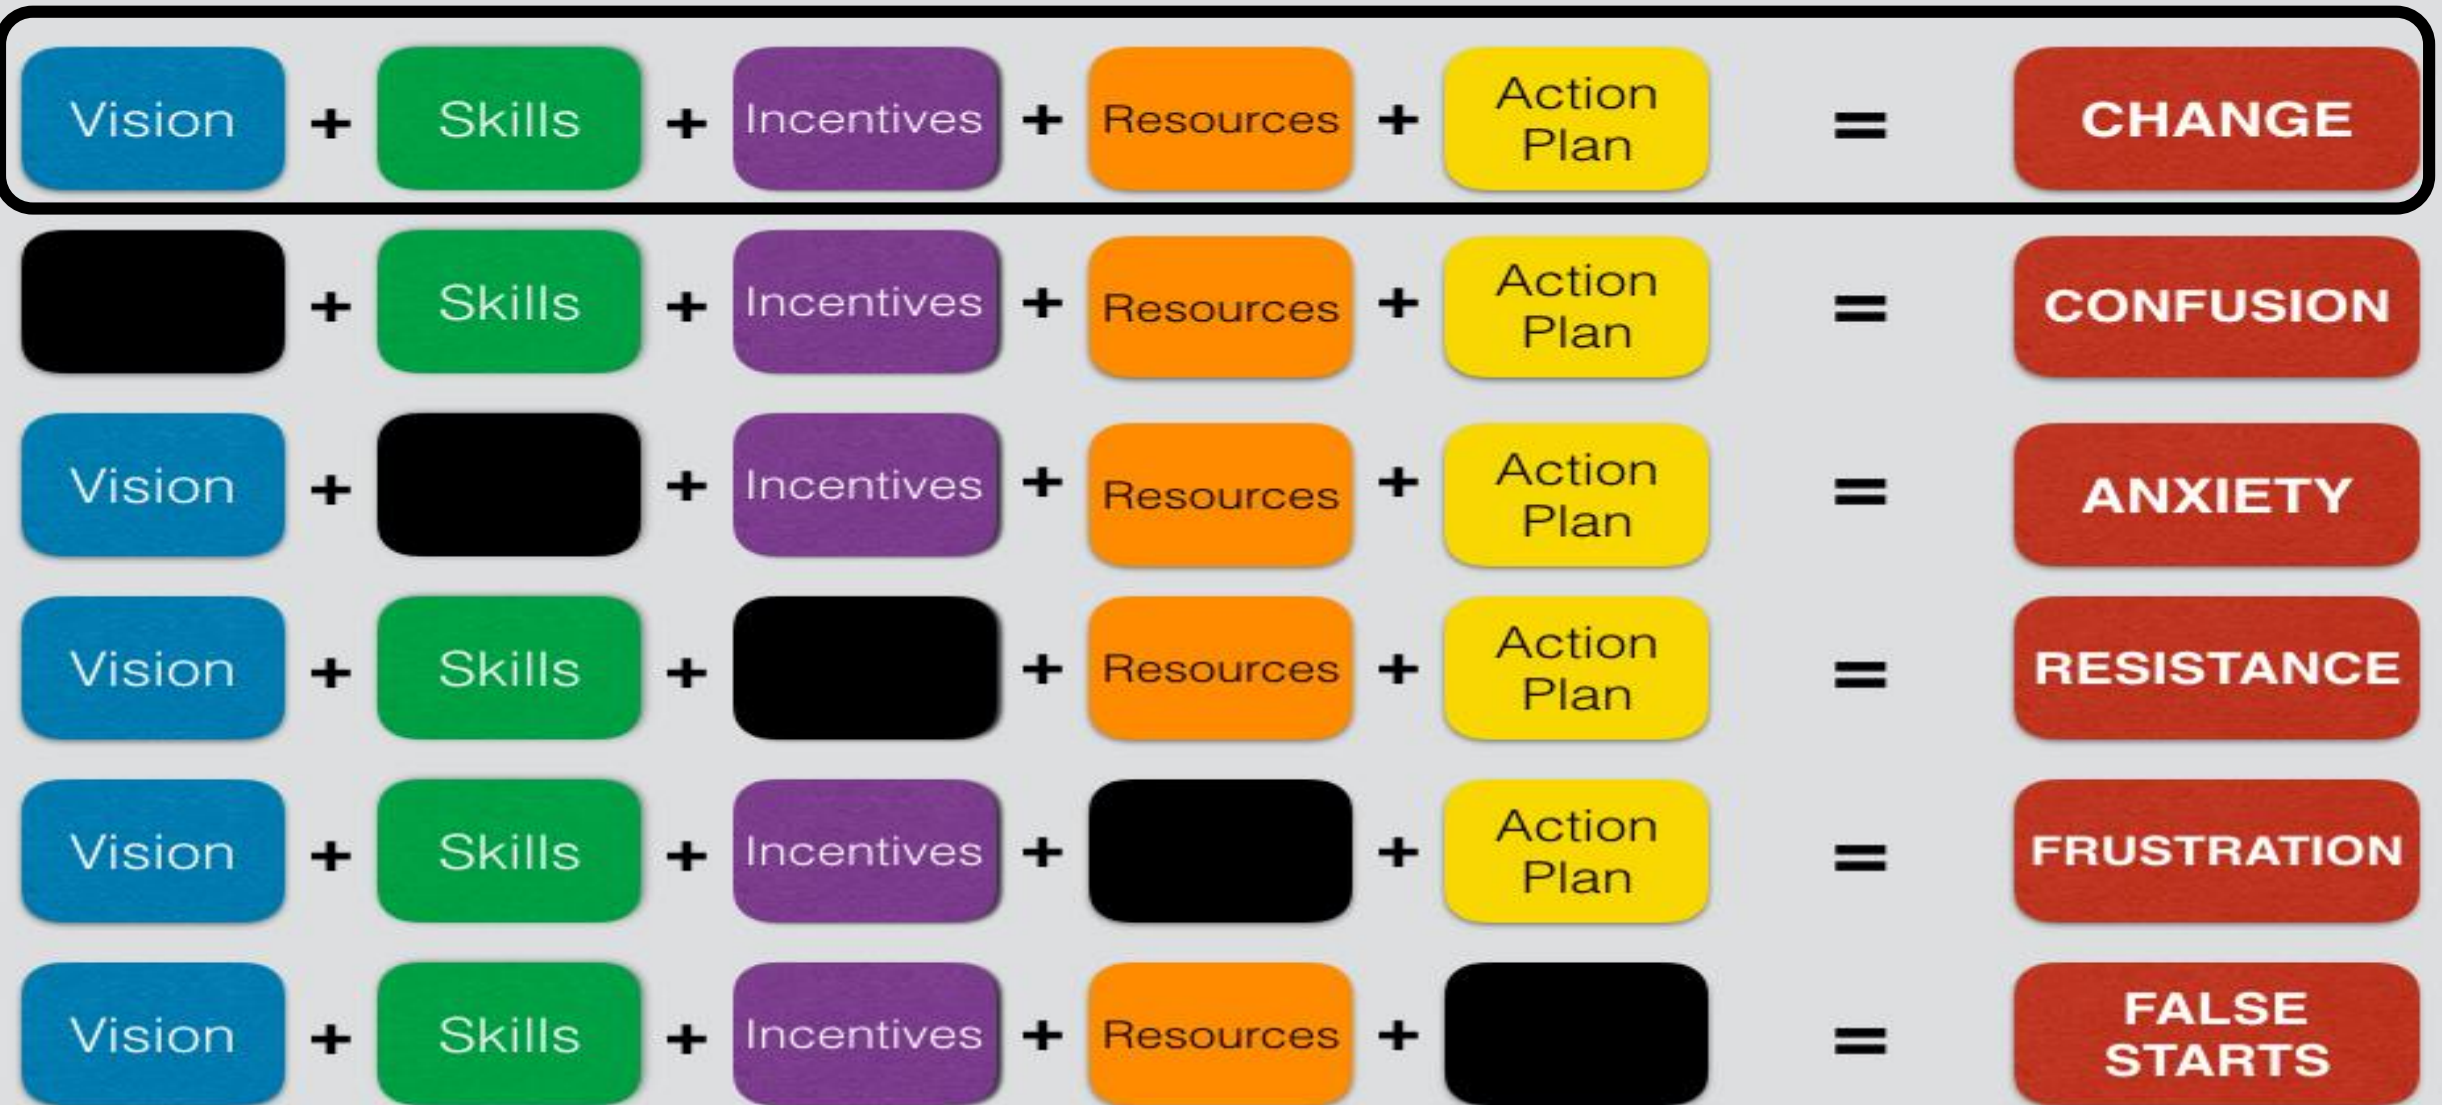 Vision + Skills + Incentives + Resources + Action Plan = CHANGE
+ Skills + Incentives + Resources + Action Plan = CONFUSION
Vision + + Incentives + Resources + Action Plan = ANXIETY
Vision + Skills + + Resources + Action Plan = RESISTANCE
Vision + Skills + Incentives + + Action Plan = FRUSTRATION
Vision + Skills + Incentives + Resources + = FALSE STARTS